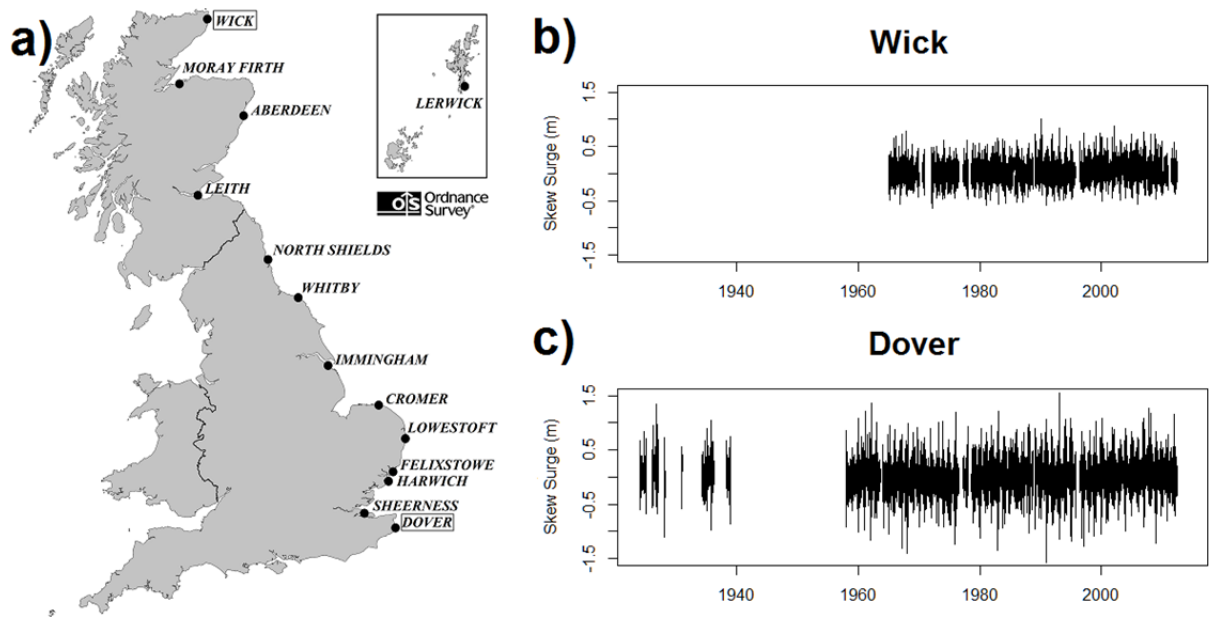 a)
WICK
MORAY FIRTH
ABERDEEN
LERWICK
LEITH
Ordnance
Survey
NORTH SHIELDS
WHITBY
IMMINGHAM
CROMER
LOWESTOFT
FELIXSTOWE
HARWICH
SHEERNESS
DOVER
b)
Wick
Skew Surge (m)
1.5
0.5
-0.5
-1.5
1940
1960
1980
2000
c)
Dover
Skew Surge (m)
1.5
0.5
-0.5
-1.5
1940
1960
1980
2000